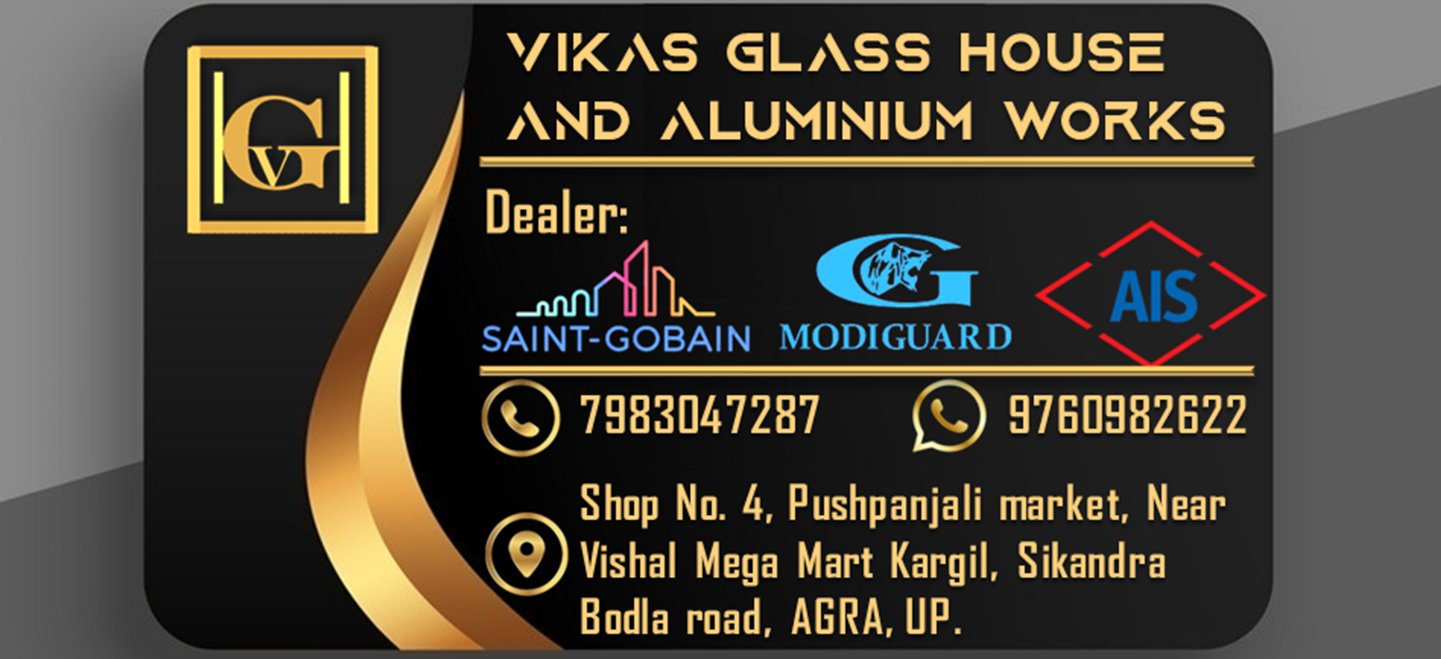 VIKAS GLASS HOUSE
AND ALUMINIUM WORKS
GV
Dealer:
SAINT-GOBAIN
G
MODIGUARD
AIS
7983047287
9760982622
Shop No. 4, Pushpanjali market, Near
Vishal Mega Mart Kargil, Sikandra
Bodla road, AGRA, UP.